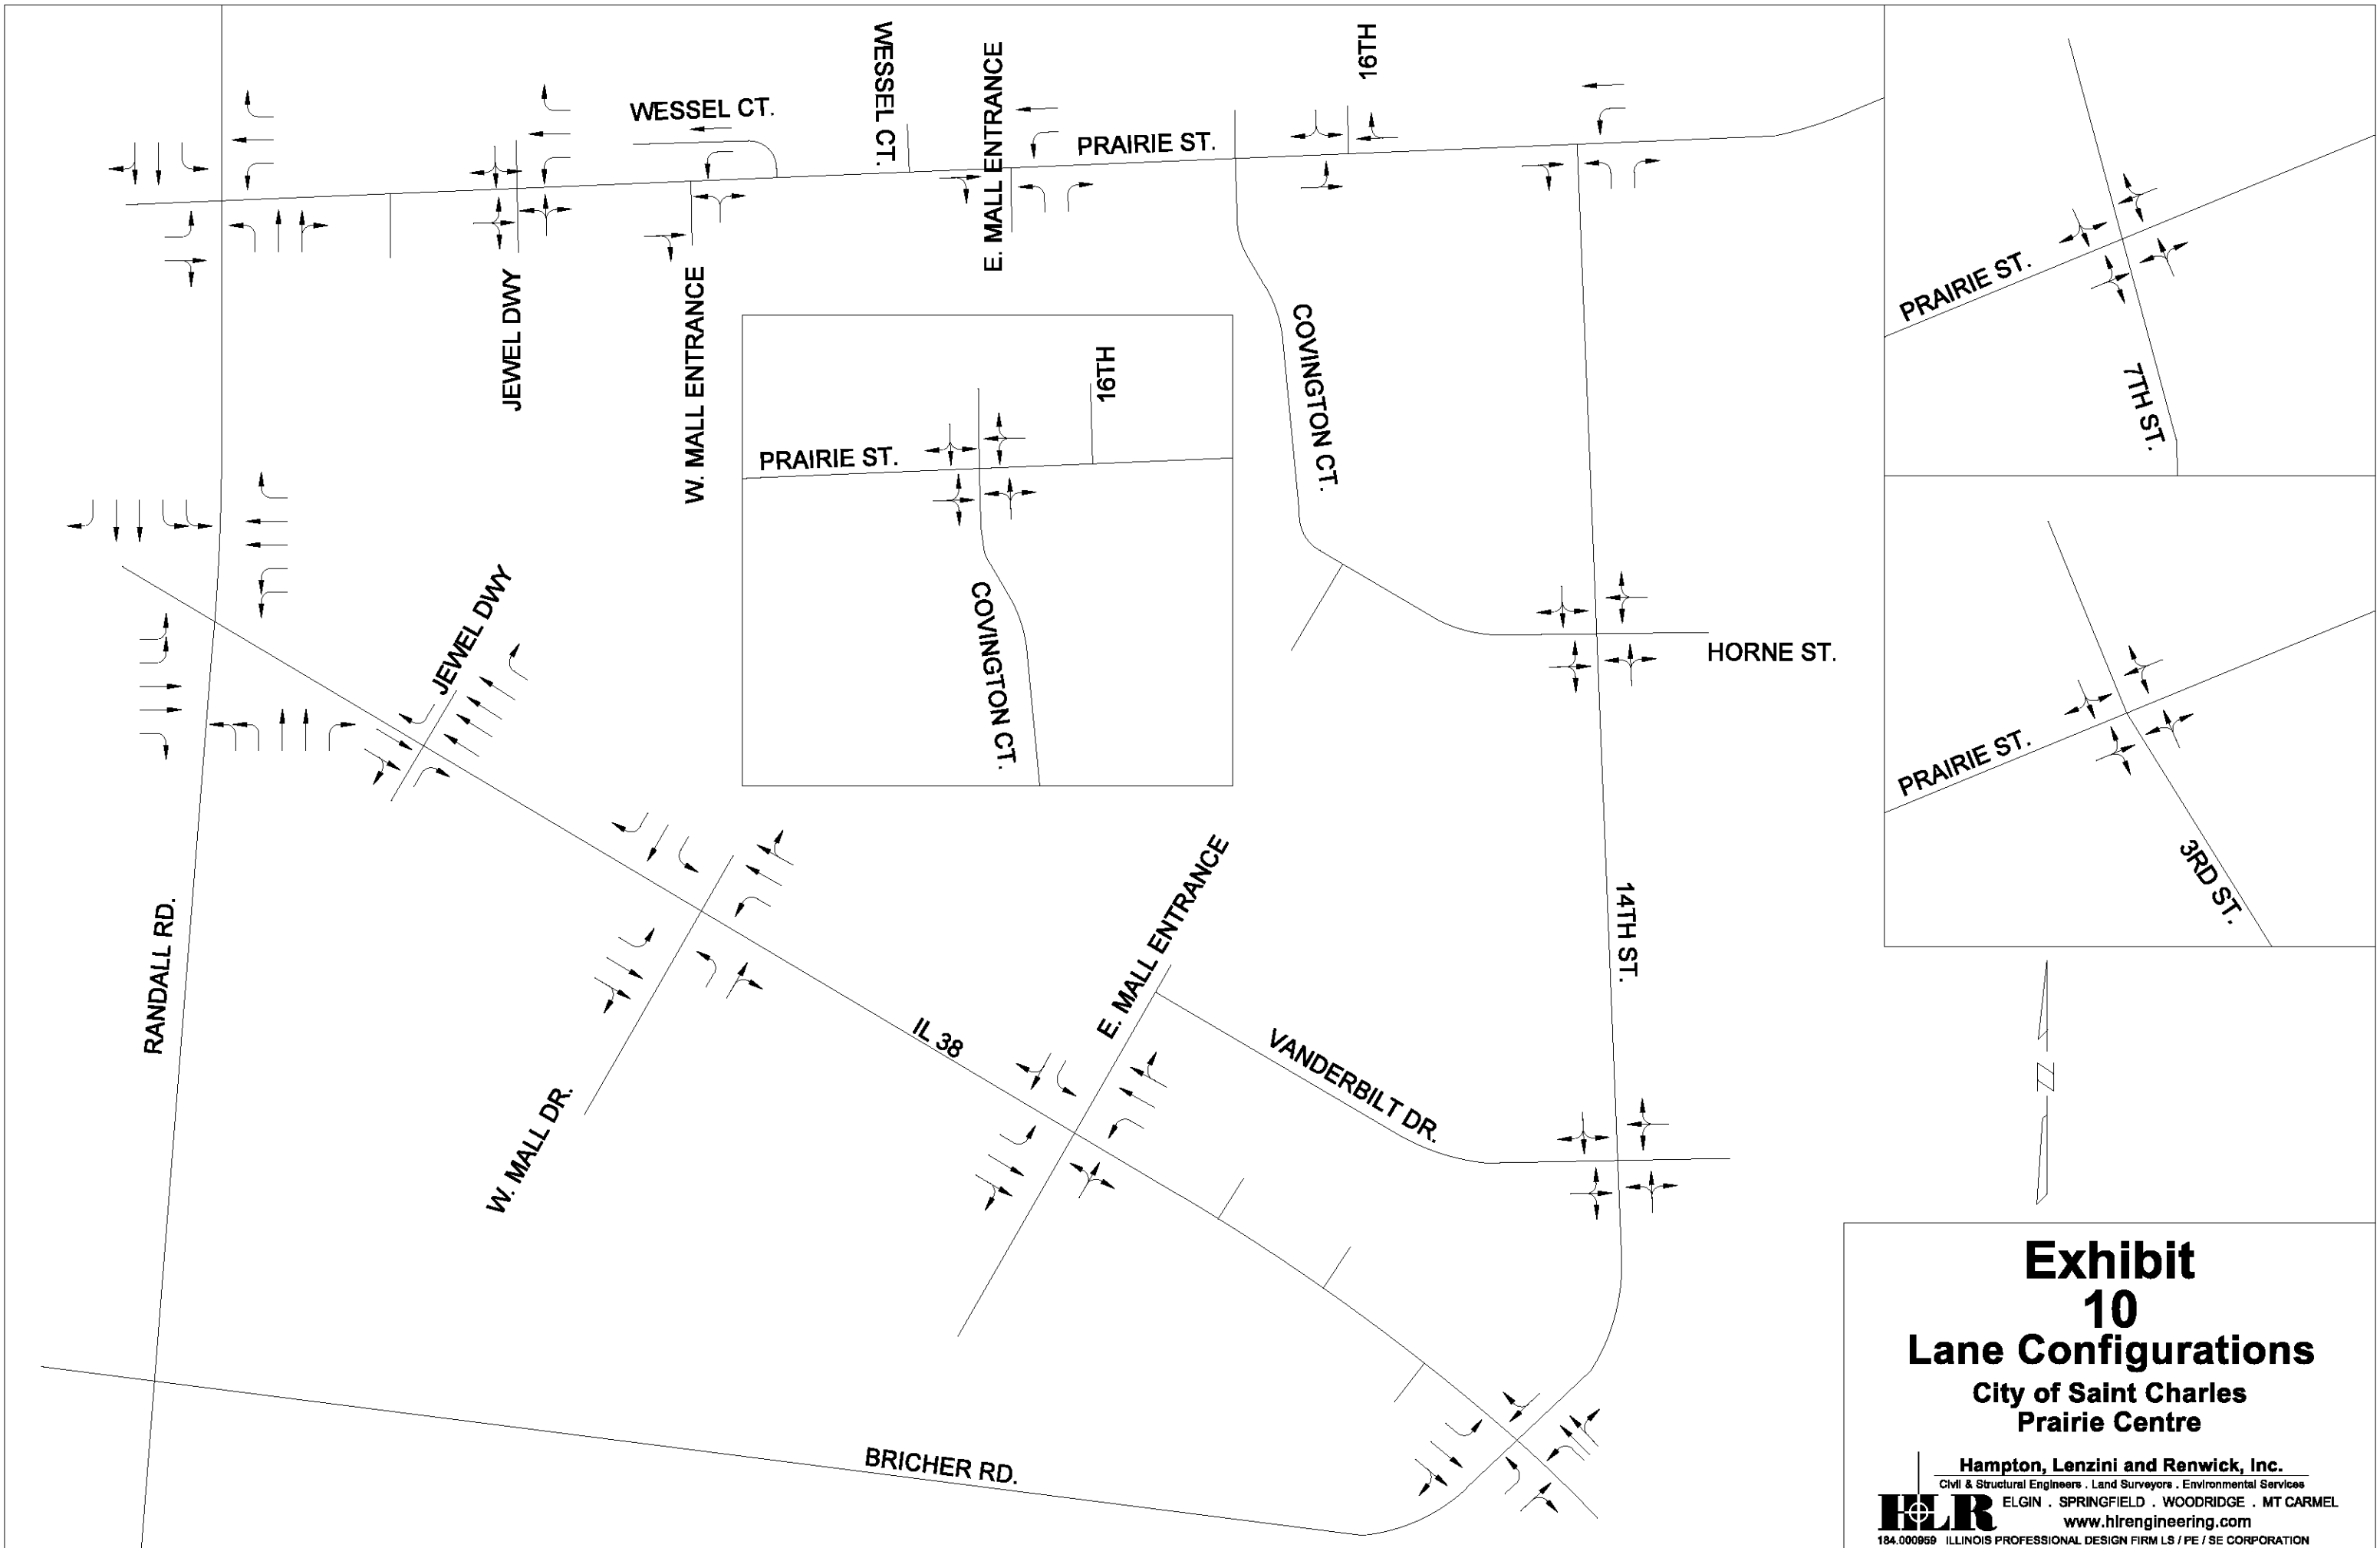 WESSEL CT.
WESSEL CT.
E. MALL ENTRANCE
PRAIRIE ST.
16TH
JEWEL DWY
W. MALL ENTRANCE
COVINGTON CT.
PRAIRIE ST.
16TH
COVINGTON CT.
PRAIRIE ST.
7TH ST.
PRAIRIE ST.
3RD ST.
JEWEL DWY
HORNE ST.
RANDALL RD.
W. MALL DR.
IL 38
E. MALL ENTRANCE
VANDERBILT DR.
14TH ST.
BRICHER RD.
N
Exhibit
10
Lane Configurations
City of Saint Charles
Prairie Centre
Hampton, Lenzini and Renwick, Inc.
Civil & Structural Engineers . Land Surveyors . Environmental Services
HLR
ELGIN . SPRINGFIELD . WOODRIDGE . MT CARMEL
www.hlrengineering.com
184.000959 ILLINOIS PROFESSIONAL DESIGN FIRM LS / PE / SE CORPORATION